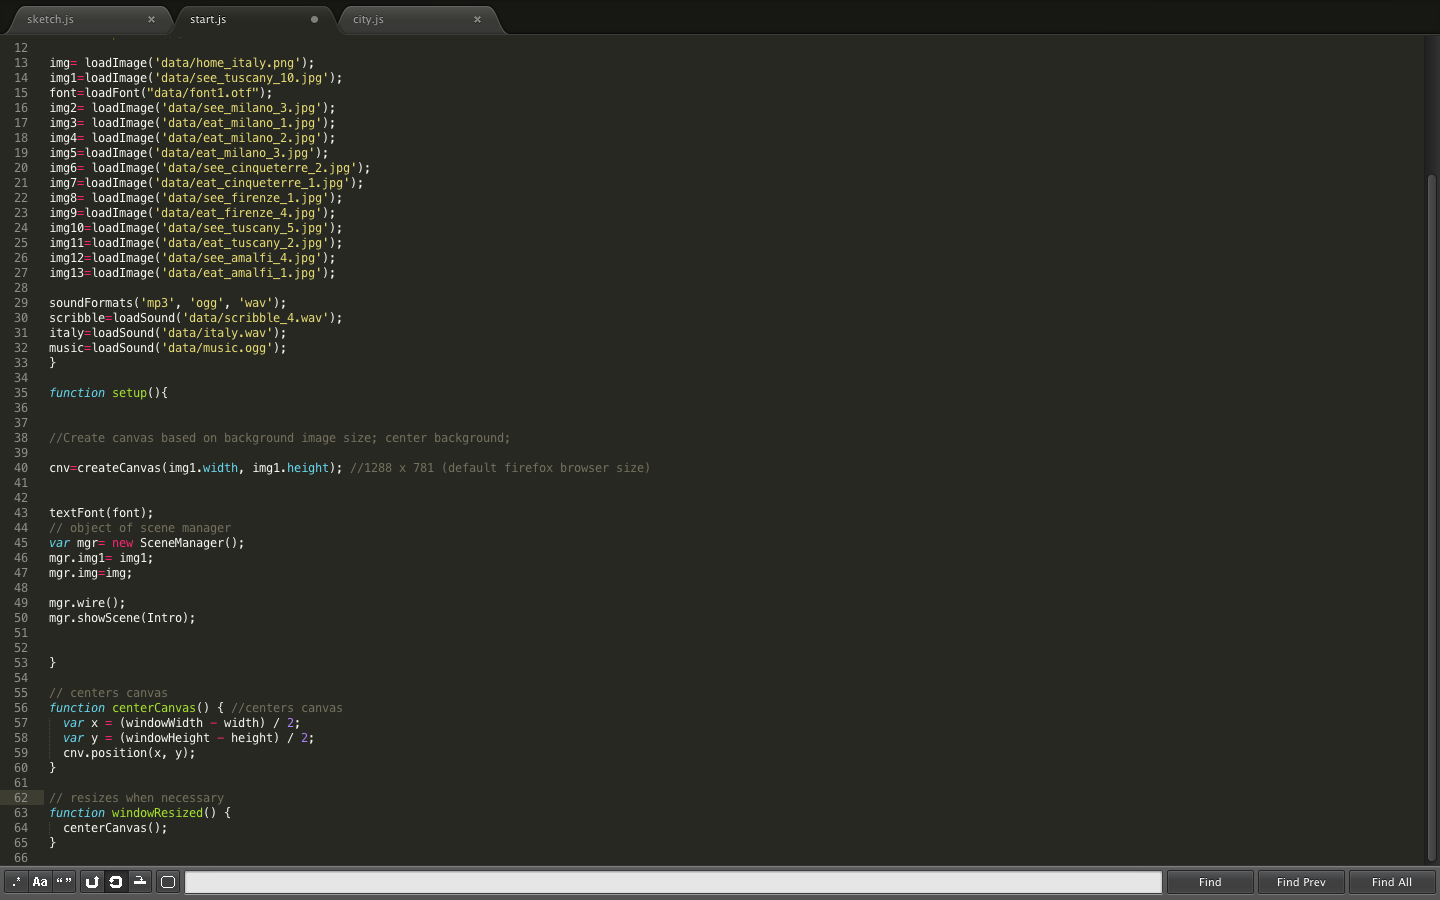 sketch.js × start.js city.js ×
12
13 img= loadImage('data/home_italy.png');
14 img1=loadImage('data/see_tuscany_10.jpg');
15 font=loadFont("data/font1.otf");
16 img2= loadImage('data/see_milano_3.jpg');
17 img3= loadImage('data/eat_milano_1.jpg');
18 img4= loadImage('data/eat_milano_2.jpg');
19 img5=loadImage('data/eat_milano_3.jpg');
20 img6= loadImage('data/see_cinqueterre_2.jpg');
21 img7=loadImage('data/eat_cinqueterre_1.jpg');
22 img8= loadImage('data/see_firenze_1.jpg');
23 img9=loadImage('data/eat_firenze_4.jpg');
24 img10=loadImage('data/see_tuscany_5.jpg');
25 img11=loadImage('data/eat_tuscany_2.jpg');
26 img12=loadImage('data/see_amalfi_4.jpg');
27 img13=loadImage('data/eat_amalfi_1.jpg');
28
29 soundFormats('mp3', 'ogg', 'wav');
30 scribble=loadSound('data/scribble_4.wav');
31 italy=loadSound('data/italy.wav');
32 music=loadSound('data/music.ogg');
33 }
34
35 function setup(){
36
37
38 //Create canvas based on background image size; center background;
39
40 cnv=createCanvas(img1.width, img1.height); //1288 x 781 (default firefox browser size)
41
42
43 textFont(font);
44 // object of scene manager
45 var mgr= new SceneManager();
46 mgr.img1= img1;
47 mgr.img=img;
48
49 mgr.wire();
50 mgr.showScene(Intro);
51
52
53 }
54
55 // centers canvas
56 function centerCanvas() { //centers canvas
57 var x = (windowWidth - width) / 2;
58 var y = (windowHeight - height) / 2;
59 cnv.position(x, y);
60 }
61
62 // resizes when necessary
63 function windowResized() {
64 centerCanvas();
65 }
66
.* Aa “ ” Find Find Prev Find All